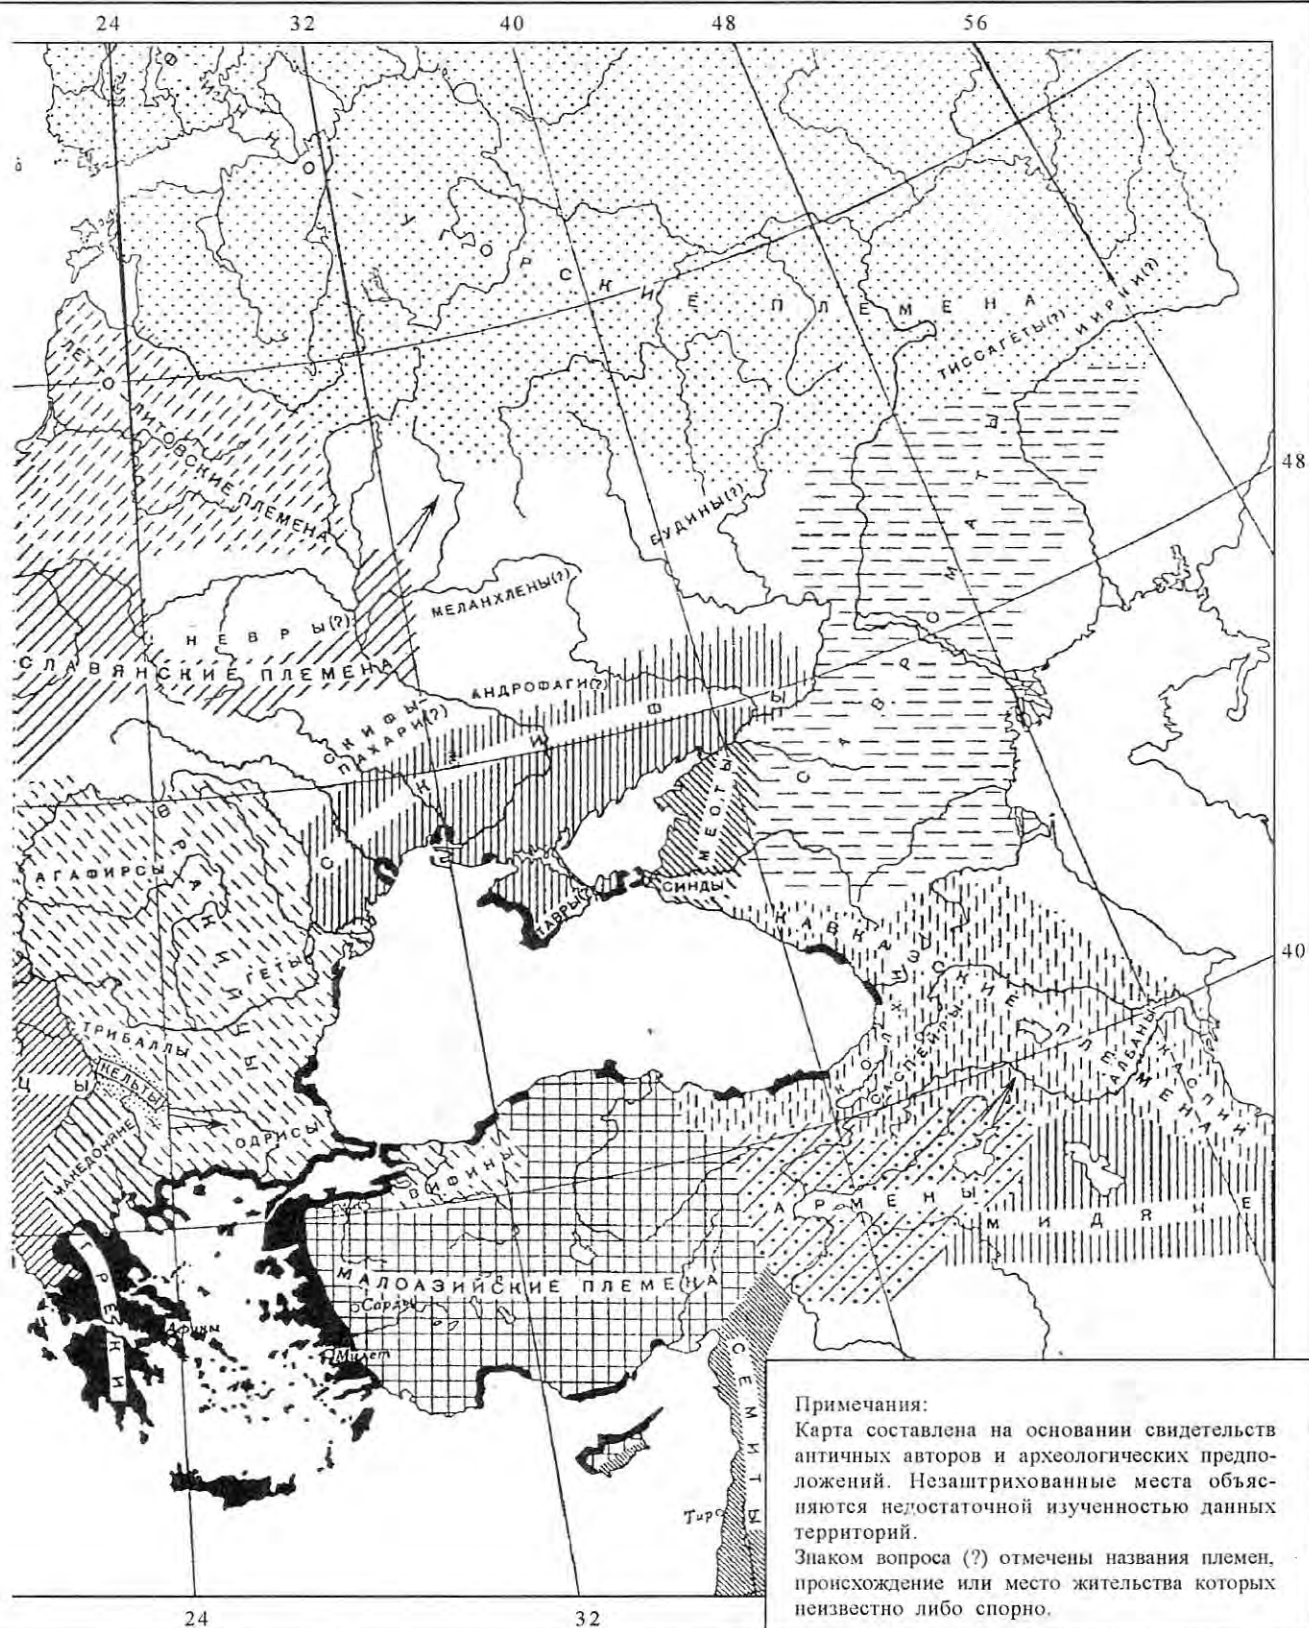 24 32 40 48 56
ФИННО-УГОРСКИЕ ПЛЕМЕНА
ТИССАГЕТЫ(?)
ИИРКИ(?)
ЛЕТТО-ЛИТОВСКИЕ ПЛЕМЕНА
48
БУДИНЫ(?)
САВРОМАТЫ
МЕЛАНХЛЕНЫ(?)
НЕВРЫ(?)
СЛАВЯНСКИЕ ПЛЕМЕНА
АНДРОФАГИ(?)
СКИФЫ-
ПАХАРИ(?)
СКИФЫ
МЕОТЫ
ФРАКИЙЦЫ
АГАФИРСЫ
СИНДЫ
ТАВРЫ(?)
КАВКАЗСКИЕ ПЛЕМЕНА
40
ГЕТЫ
ТРИБАЛЛЫ
КЕЛЬТЫ
ЦЫ
КОЛХИ
САСПЕЙРЫ
АЛБАНЫ
КАСПИИ
МАКЕДОНЯНЕ
ОДРИСЫ
ВИФИНЫ
АРМЕНЫ
МИДЯНЕ
ГРЕКИ
МАЛОАЗИЙСКИЕ ПЛЕМЕНА
Сарды
Афины
Милет
СЕМИТЫ
Тир
Примечания:
Карта составлена на основании свидетельств
античных авторов и археологических предпо-
ложений. Незаштрихованные места объяс-
няются недостаточной изученностью данных
территорий.
Знаком вопроса (?) отмечены названия племен,
происхождение или место жительства которых
неизвестно либо спорно.
24 32